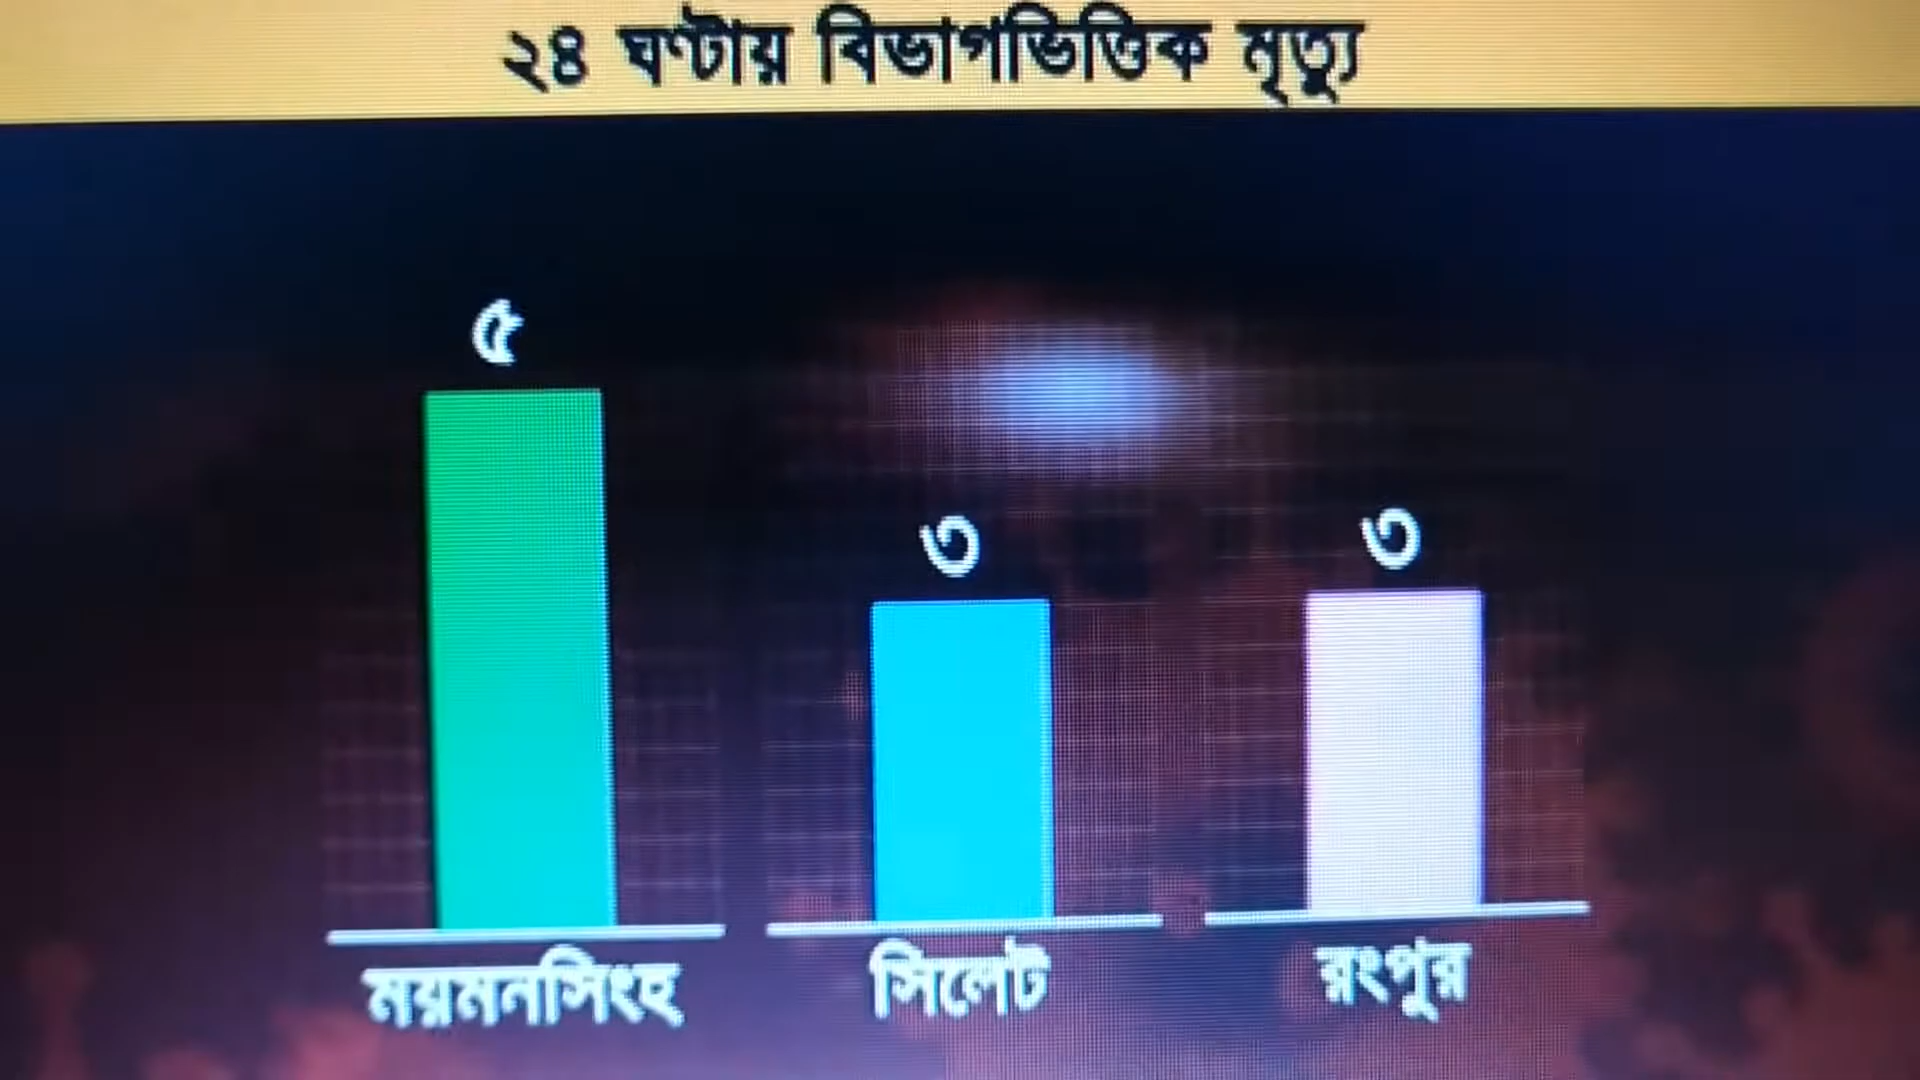 ২৪ ঘণ্টায় বিভাগভিত্তিক মৃত্যু
৫
৩
৩
ময়মনসিংহ
সিলেট
রংপুর